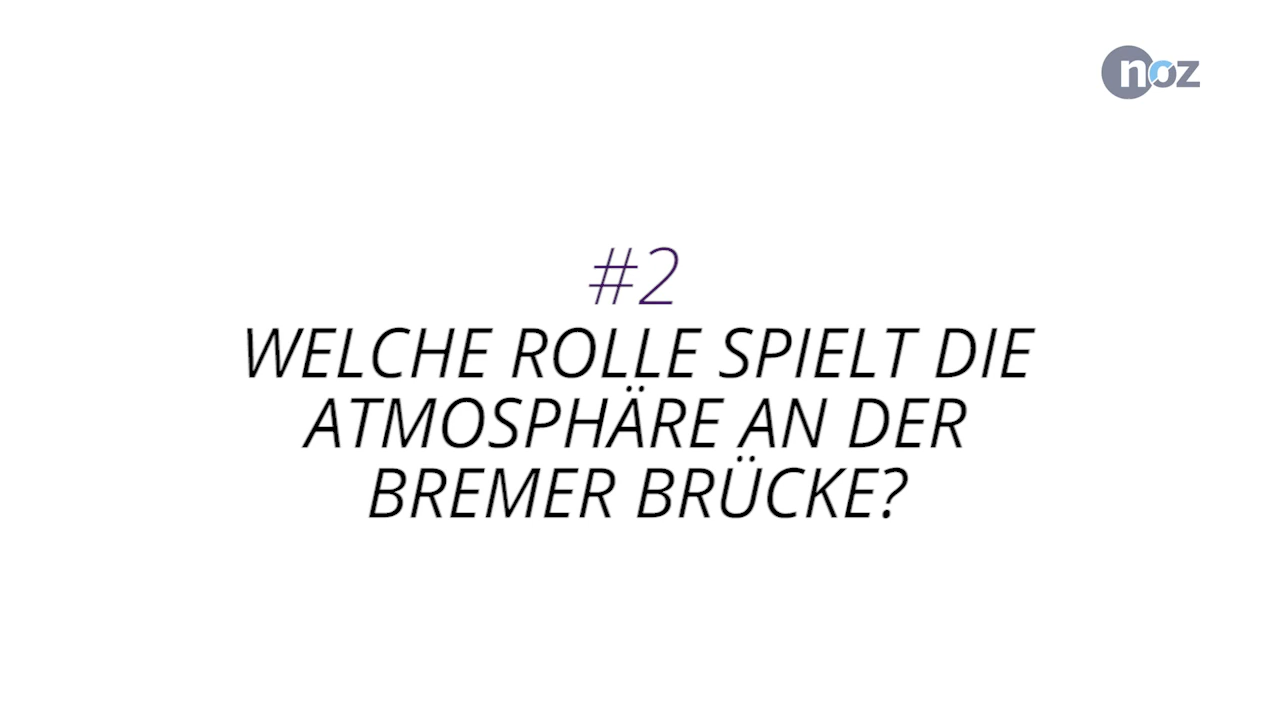 noz
#2
WELCHE ROLLE SPIELT DIE
ATMOSPHÄRE AN DER
BREMER BRÜCKE?